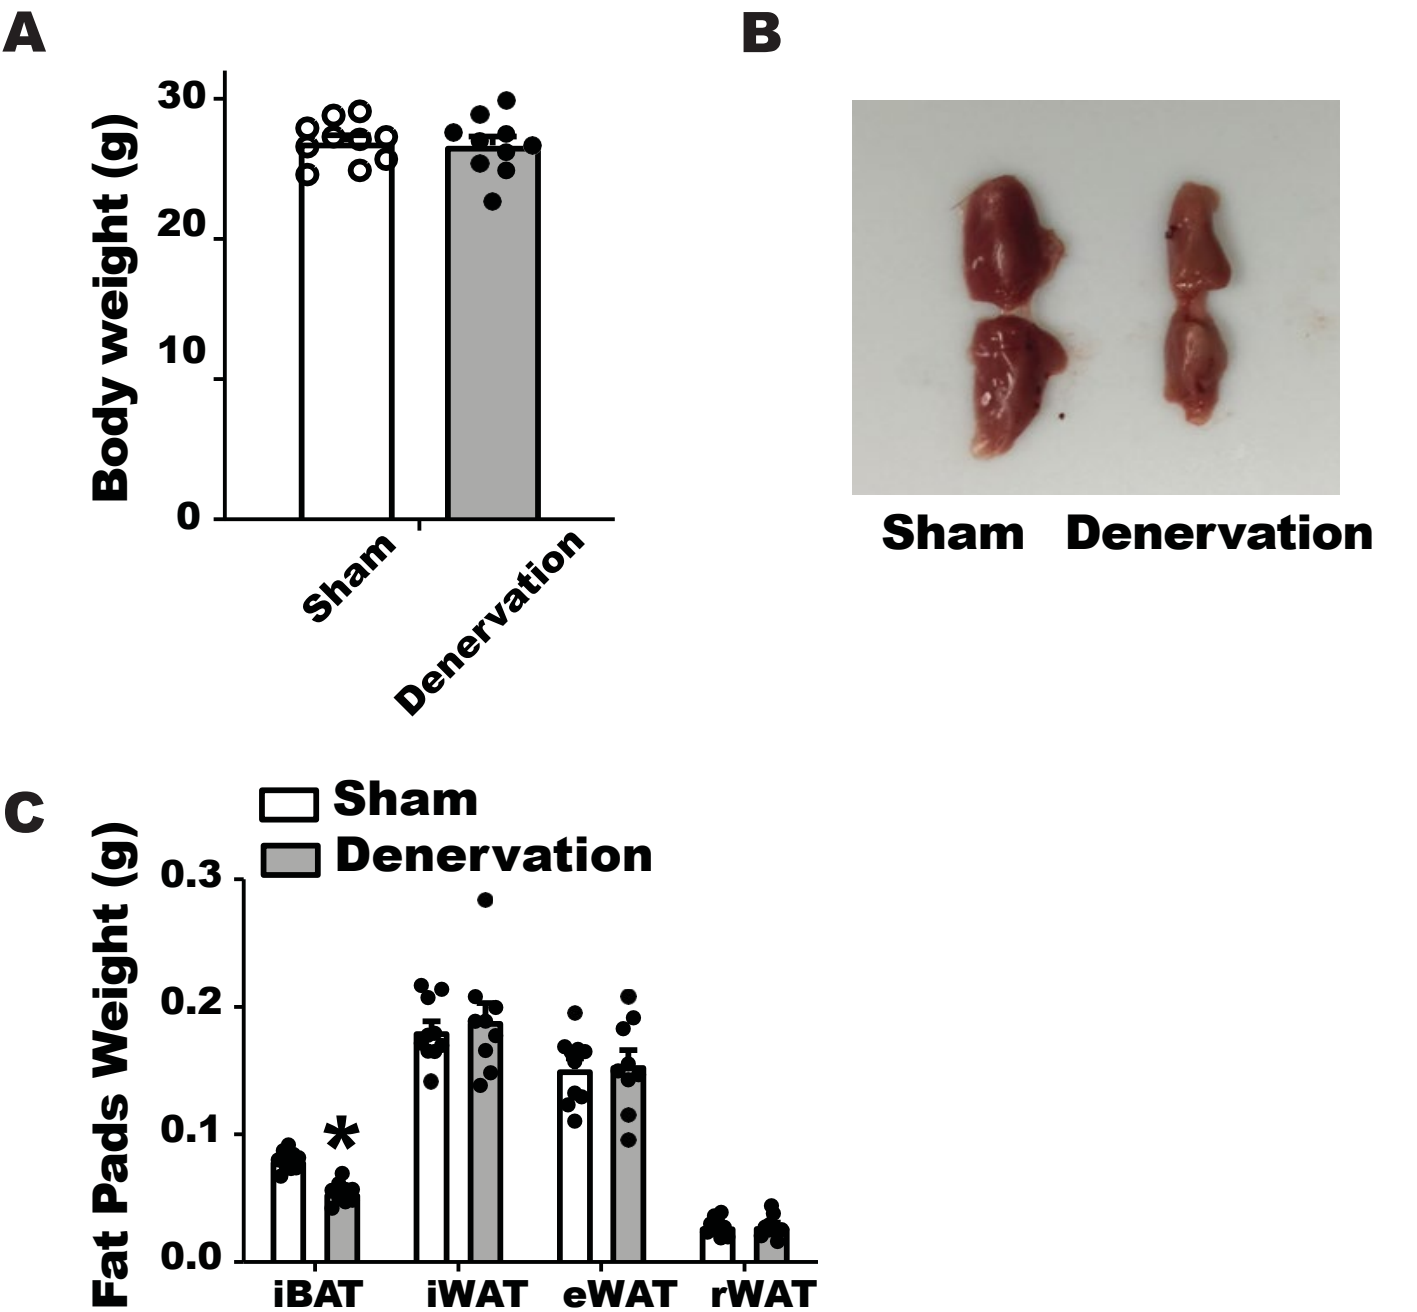 A
Body weight (g)
30
20
10
0
Sham
Denervation
B
Sham Denervation
C
Sham
Denervation
Fat Pads Weight (g)
0.3
0.2
0.1
0.0
*
iBAT iWAT eWAT rWAT